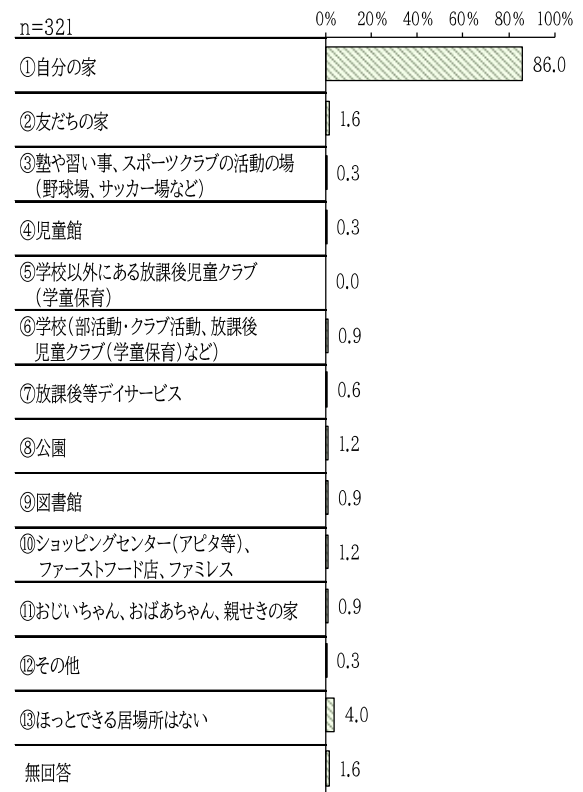 n=321
0% 20% 40% 60% 80% 100%
①自分の家 86.0
②友だちの家 1.6
③塾や習い事、スポーツクラブの活動の場
(野球場、サッカー場など) 0.3
④児童館 0.3
⑤学校以外にある放課後児童クラブ
(学童保育) 0.0
⑥学校(部活動・クラブ活動、放課後
児童クラブ(学童保育)など) 0.9
⑦放課後等デイサービス 0.6
⑧公園 1.2
⑨図書館 0.9
⑩ショッピングセンター(アピタ等)、
ファーストフード店、ファミレス 1.2
⑪おじいちゃん、おばあちゃん、親せきの家 0.9
⑫その他 0.3
⑬ほっとできる居場所はない 4.0
無回答 1.6